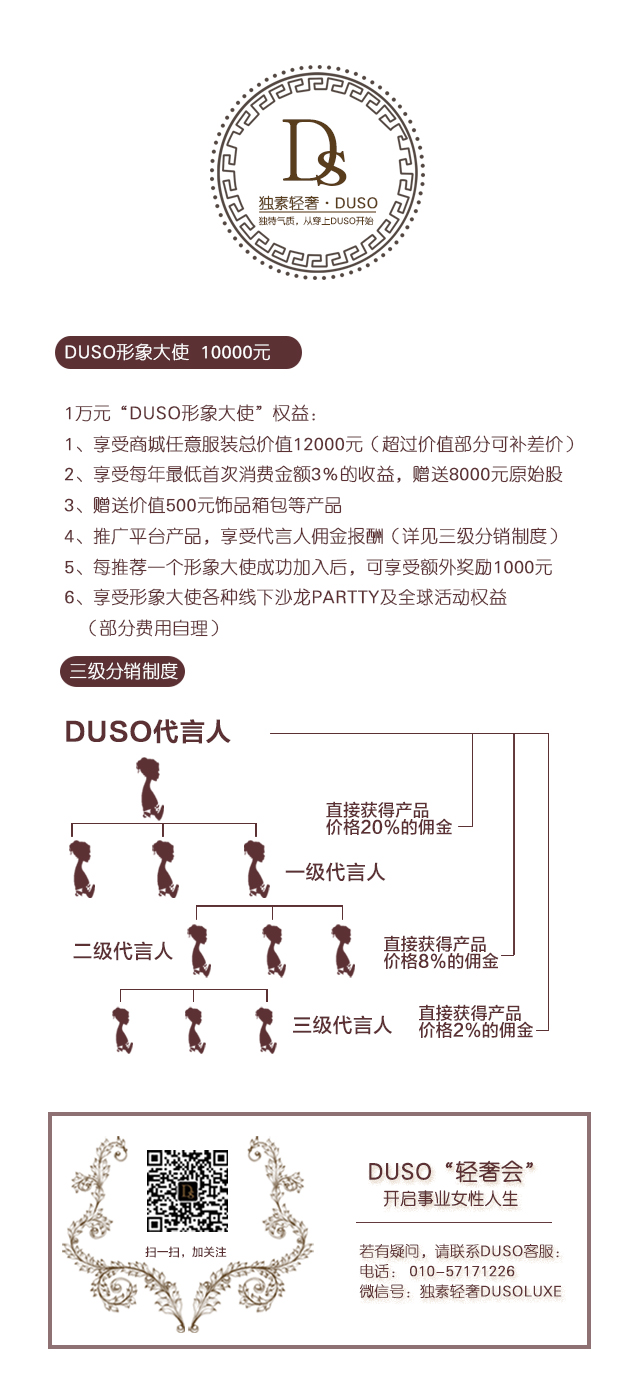 Ds
独素轻奢·DUSO
独特气质，从穿上DUSO开始
DUSO形象大使 10000元
1万元“DUSO形象大使”权益：
1、享受商城任意服装总价值12000元（超过价值部分可补差价）
2、享受每年最低首次消费金额3%的收益，赠送8000元原始股
3、赠送价值500元饰品箱包等产品
4、推广平台产品，享受代言人佣金报酬（详见三级分销制度）
5、每推荐一个形象大使成功加入后，可享受额外奖励1000元
6、享受形象大使各种线下沙龙PARTTY及全球活动权益
（部分费用自理）
三级分销制度
DUSO代言人
直接获得产品
价格20%的佣金
一级代言人
二级代言人
直接获得产品
价格8%的佣金
三级代言人
直接获得产品
价格2%的佣金
Ds
扫一扫，加关注
DUSO“轻奢会”
开启事业女性人生
若有疑问，请联系DUSO客服：
电话： 010-57171226
微信号：独素轻奢DUSOLUXE